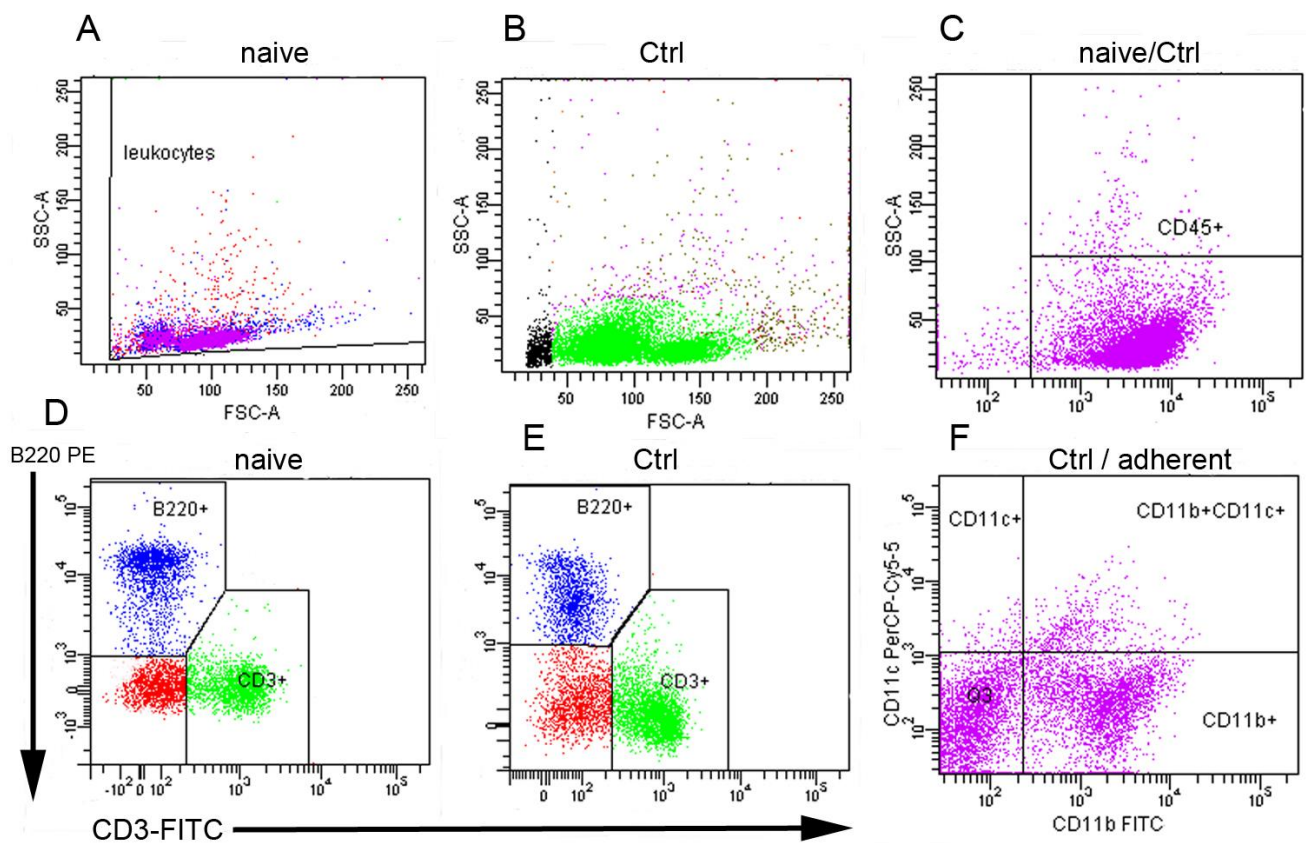 A
naive
B
Ctrl
C
naive/Ctrl
SSC-A
250
200
150
100
50
leukocytes
50 100 150 200 250
FSC-A
SSC-A
250
200
150
100
50
50 100 150 200 250
FSC-A
SSC-A
250
200
150
100
50
CD45+
10² 10³ 10⁴ 10⁵
D
naive
E
Ctrl
F
Ctrl / adherent
B220 PE
10⁵
10⁴
10³
0
-10³
B220+
CD3+
-10² 0 10² 10³ 10⁴ 10⁵
10⁵
10⁴
10³
0
B220+
CD3+
0 10² 10³ 10⁴ 10⁵
CD11c PerCP-Cy5-5
10⁵
10⁴
10³
10²
CD11c+
CD11b+CD11c+
Q3
CD11b+
10² 10³ 10⁴ 10⁵
CD11b FITC
CD3-FITC